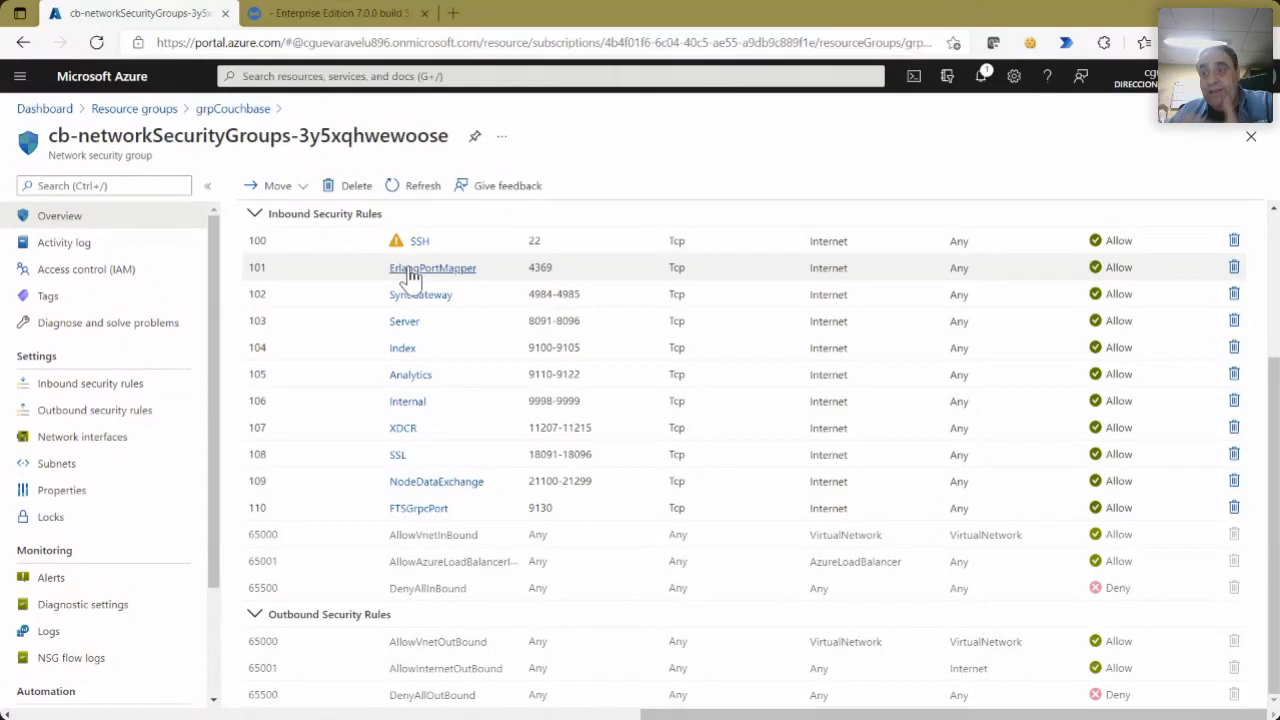 cb-networkSecurityGroups-3y5xq
- Enterprise Edition 7.0.0 build 5
https://portal.azure.com/#@cguevaravelu896.onmicrosoft.com/resource/subscriptions/4b4f01f6-6c04-40c5-ae55-a9db9c889f1e/resourceGroups/grp...
Microsoft Azure
Search resources, services, and docs (G+/)
1
DIRECCION
Dashboard > Resource groups > grpCouchbase >
cb-networkSecurityGroups-3y5xqhwewoose
Network security group
Search (Ctrl+/)
Move Delete Refresh Give feedback
Overview
Activity log
Access control (IAM)
Tags
Diagnose and solve problems
Settings
Inbound security rules
Outbound security rules
Network interfaces
Subnets
Properties
Locks
Monitoring
Alerts
Diagnostic settings
Logs
NSG flow logs
Automation
Inbound Security Rules
100 SSH 22 Tcp Internet Any Allow
101 ErlangPortMapper 4369 Tcp Internet Any Allow
102 SyncGateway 4984-4985 Tcp Internet Any Allow
103 Server 8091-8096 Tcp Internet Any Allow
104 Index 9100-9105 Tcp Internet Any Allow
105 Analytics 9110-9122 Tcp Internet Any Allow
106 Internal 9998-9999 Tcp Internet Any Allow
107 XDCR 11207-11215 Tcp Internet Any Allow
108 SSL 18091-18096 Tcp Internet Any Allow
109 NodeDataExchange 21100-21299 Tcp Internet Any Allow
110 FTSGrpcPort 9130 Tcp Internet Any Allow
65000 AllowVnetInBound Any Any VirtualNetwork VirtualNetwork Allow
65001 AllowAzureLoadBalancerI... Any Any AzureLoadBalancer Any Allow
65500 DenyAllInBound Any Any Any Any Deny
Outbound Security Rules
65000 AllowVnetOutBound Any Any VirtualNetwork VirtualNetwork Allow
65001 AllowInternetOutBound Any Any Any Internet Allow
65500 DenyAllOutBound Any Any Any Any Deny